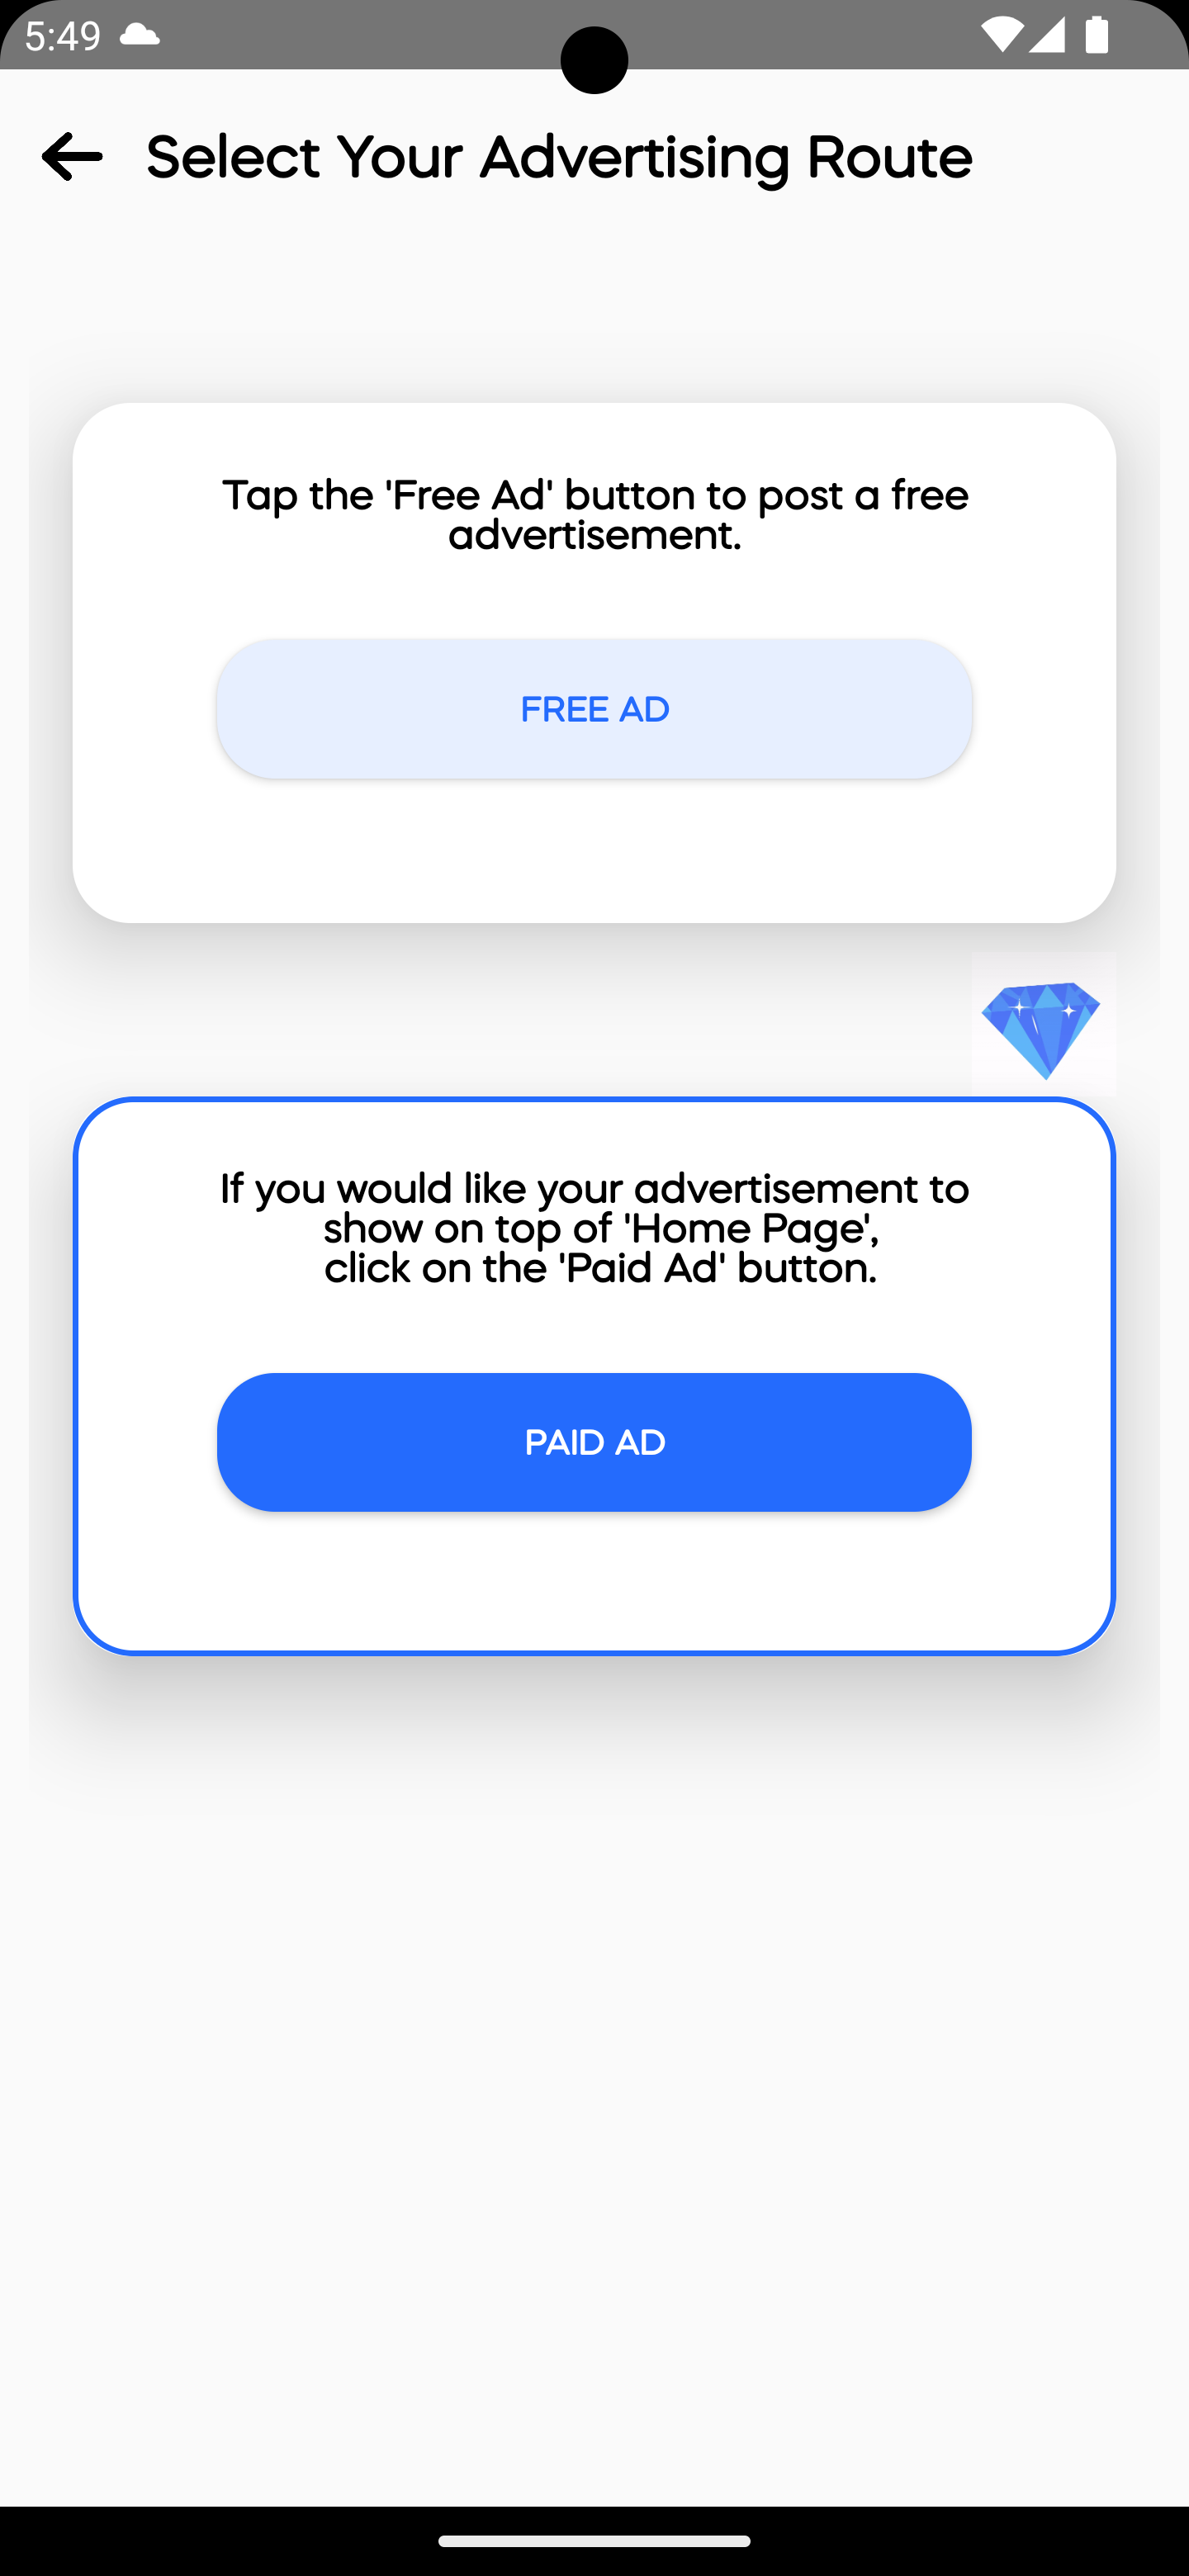 5:49
Select Your Advertising Route
Tap the 'Free Ad' button to post a free
advertisement.
FREE AD
If you would like your advertisement to
show on top of 'Home Page',
click on the 'Paid Ad' button.
PAID AD